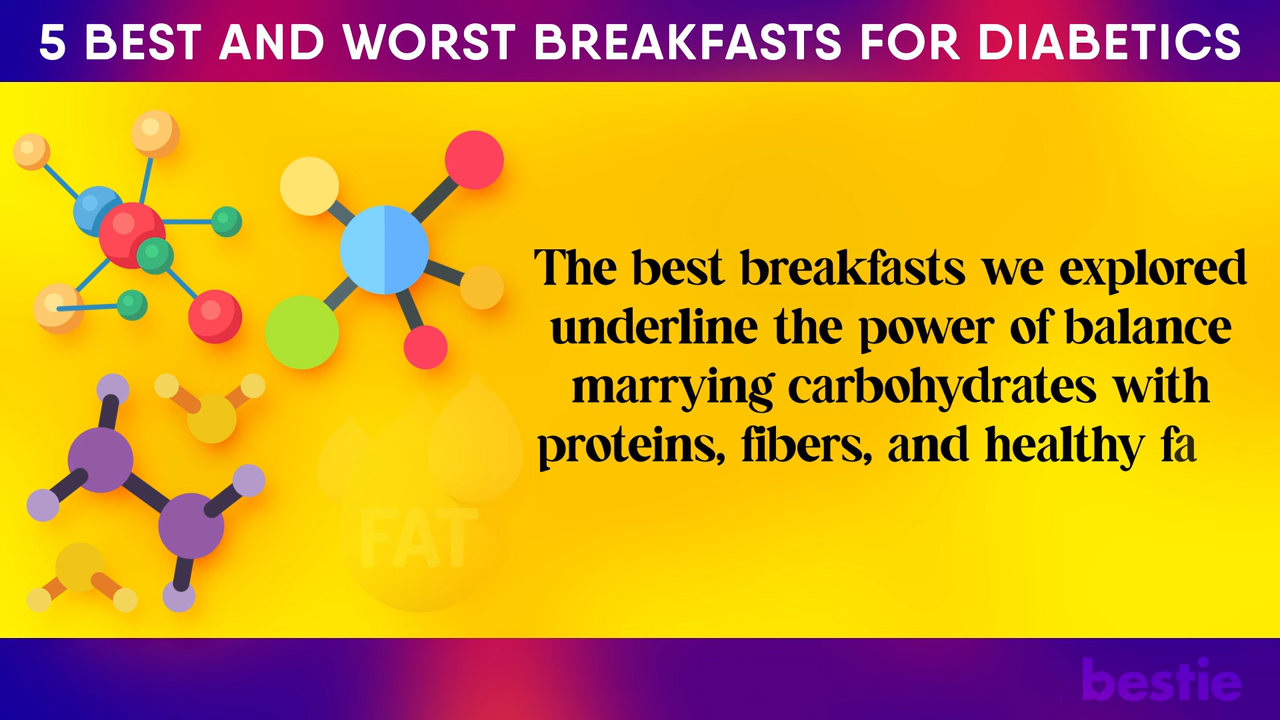 5 BEST AND WORST BREAKFASTS FOR DIABETICS
The best breakfasts we explored
underline the power of balance
marrying carbohydrates with
proteins, fibers, and healthy fa
FAT
bestie